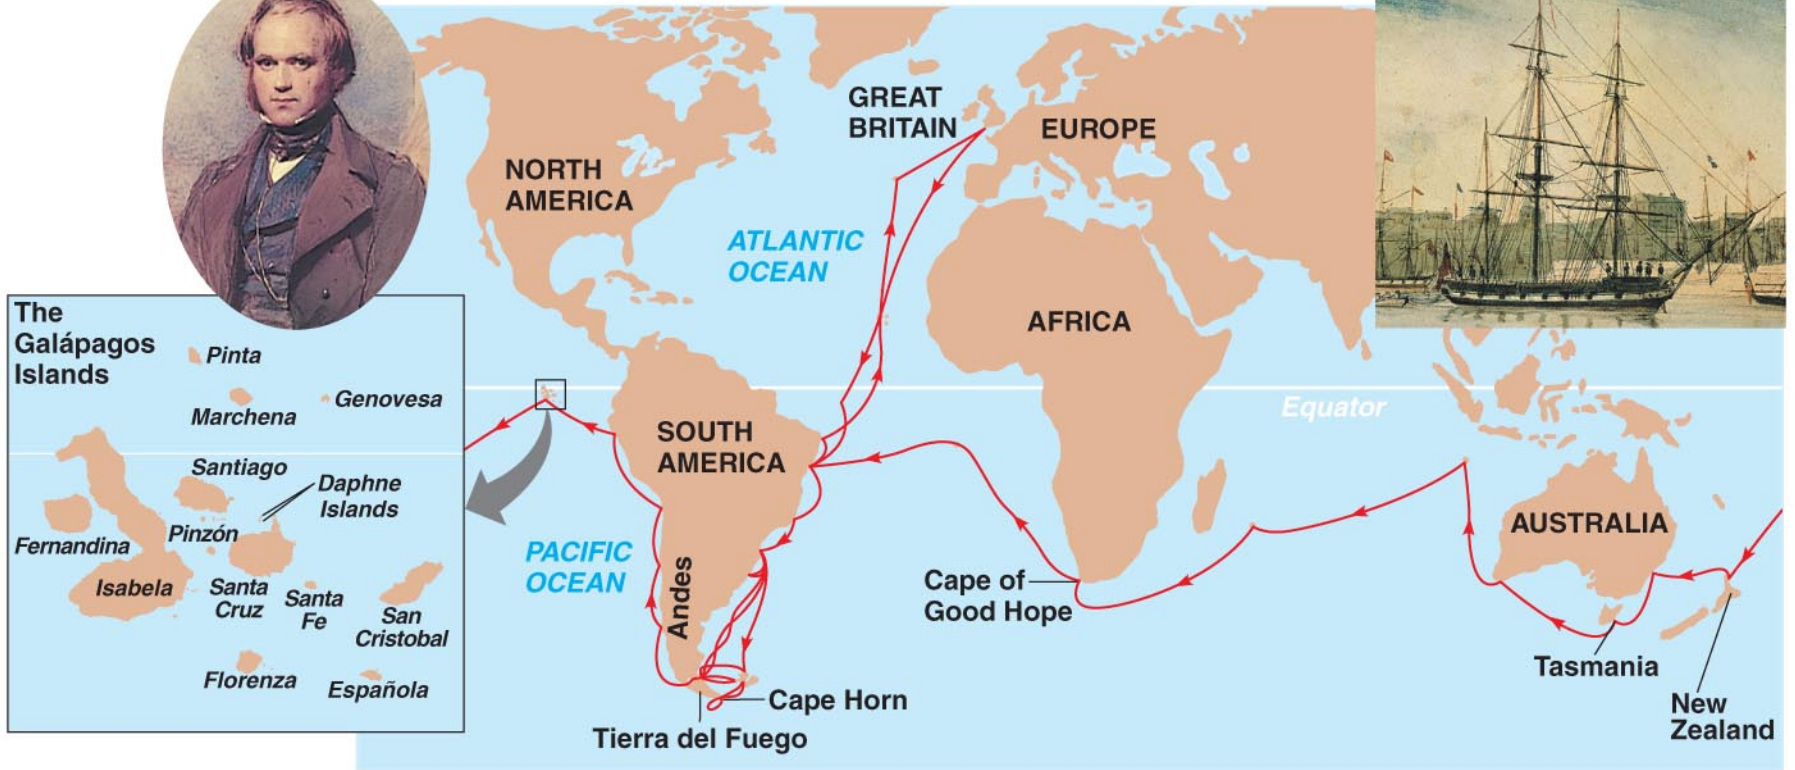 GREAT
BRITAIN
EUROPE
NORTH
AMERICA
ATLANTIC
OCEAN
AFRICA
The
Galápagos
Islands
Pinta
Genovesa
Marchena
Equator
SOUTH
AMERICA
Santiago
Daphne
Islands
Pinzón
Fernandina
Isabela
Santa
Cruz
Santa
Fe
San
Cristobal
Florenza
Española
PACIFIC
OCEAN
Andes
AUSTRALIA
Cape of
Good Hope
Tasmania
New
Zealand
Cape Horn
Tierra del Fuego